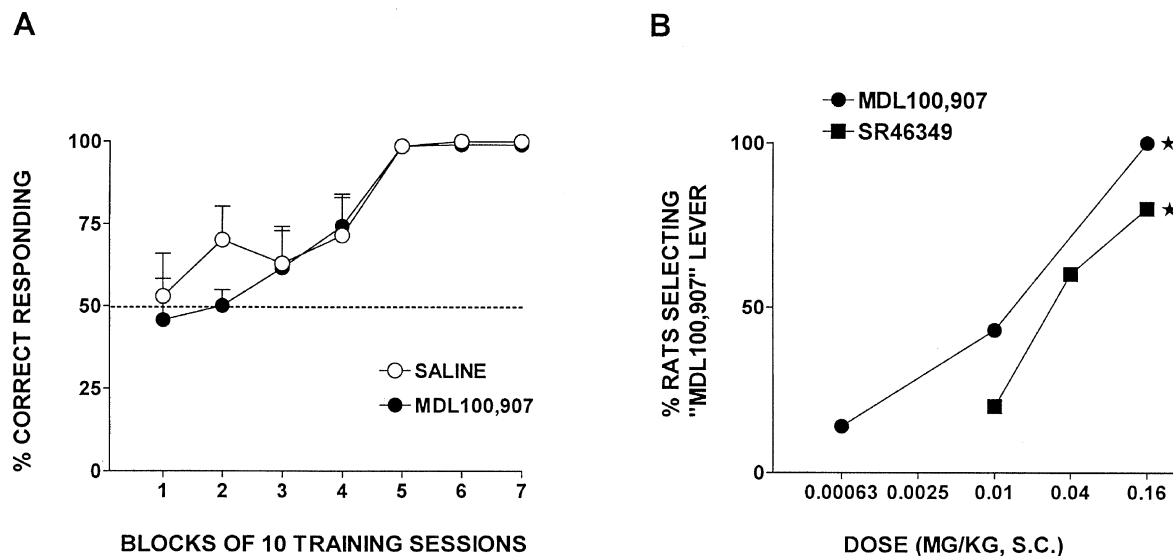 A
% CORRECT RESPONDING
100
75
50
25
0
SALINE
MDL100,907
1 2 3 4 5 6 7
BLOCKS OF 10 TRAINING SESSIONS
B
MDL100,907
SR46349
% RATS SELECTING
"MDL100,907" LEVER
100
50
0
0.00063 0.0025 0.01 0.04 0.16
DOSE (MG/KG, S.C.)